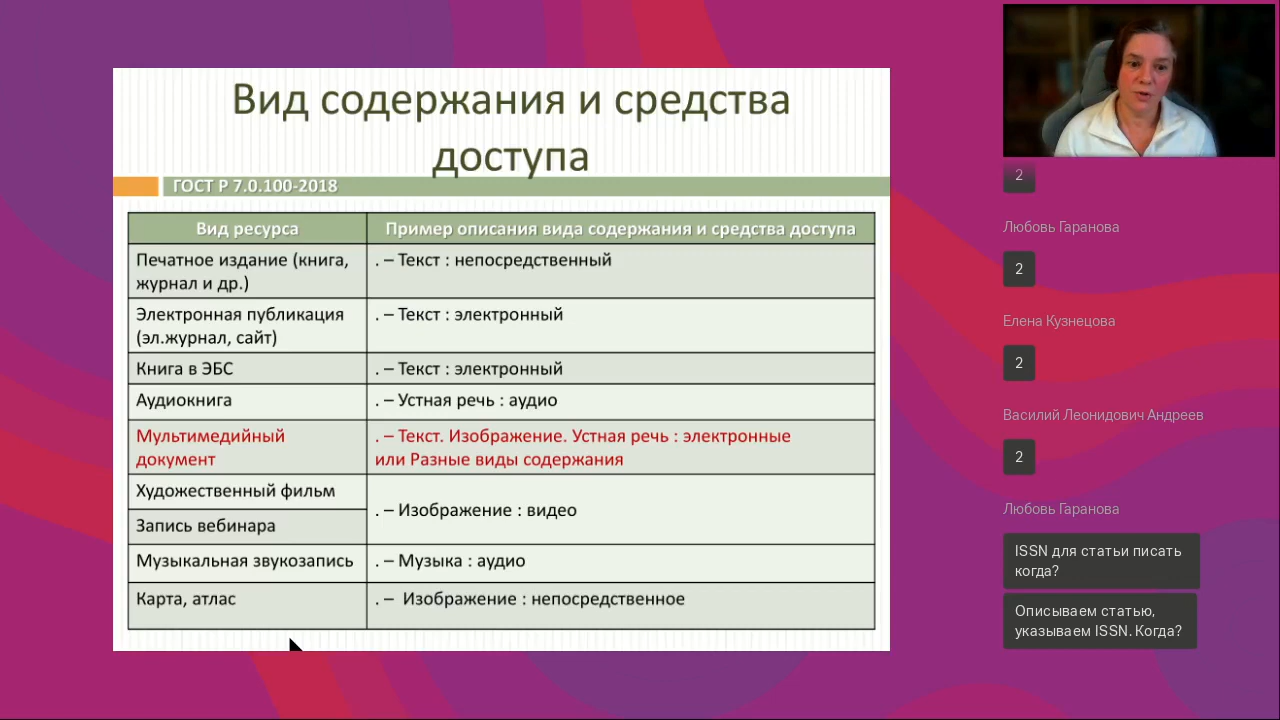 Вид содержания и средства
доступа
ГОСТ Р 7.0.100-2018
Вид ресурса
Пример описания вида содержания и средства доступа
Печатное издание (книга,
журнал и др.)
. – Текст : непосредственный
Электронная публикация
(эл.журнал, сайт)
. – Текст : электронный
Книга в ЭБС
. – Текст : электронный
Аудиокнига
. – Устная речь : аудио
Мультимедийный
документ
. – Текст. Изображение. Устная речь : электронные
или Разные виды содержания
Художественный фильм
Запись вебинара
. – Изображение : видео
Музыкальная звукозапись
. – Музыка : аудио
Карта, атлас
. –  Изображение : непосредственное
2
Любовь Гаранова
2
Елена Кузнецова
2
Василий Леонидович Андреев
2
Любовь Гаранова
ISSN для статьи писать
когда?
Описываем статью,
указываем ISSN. Когда?